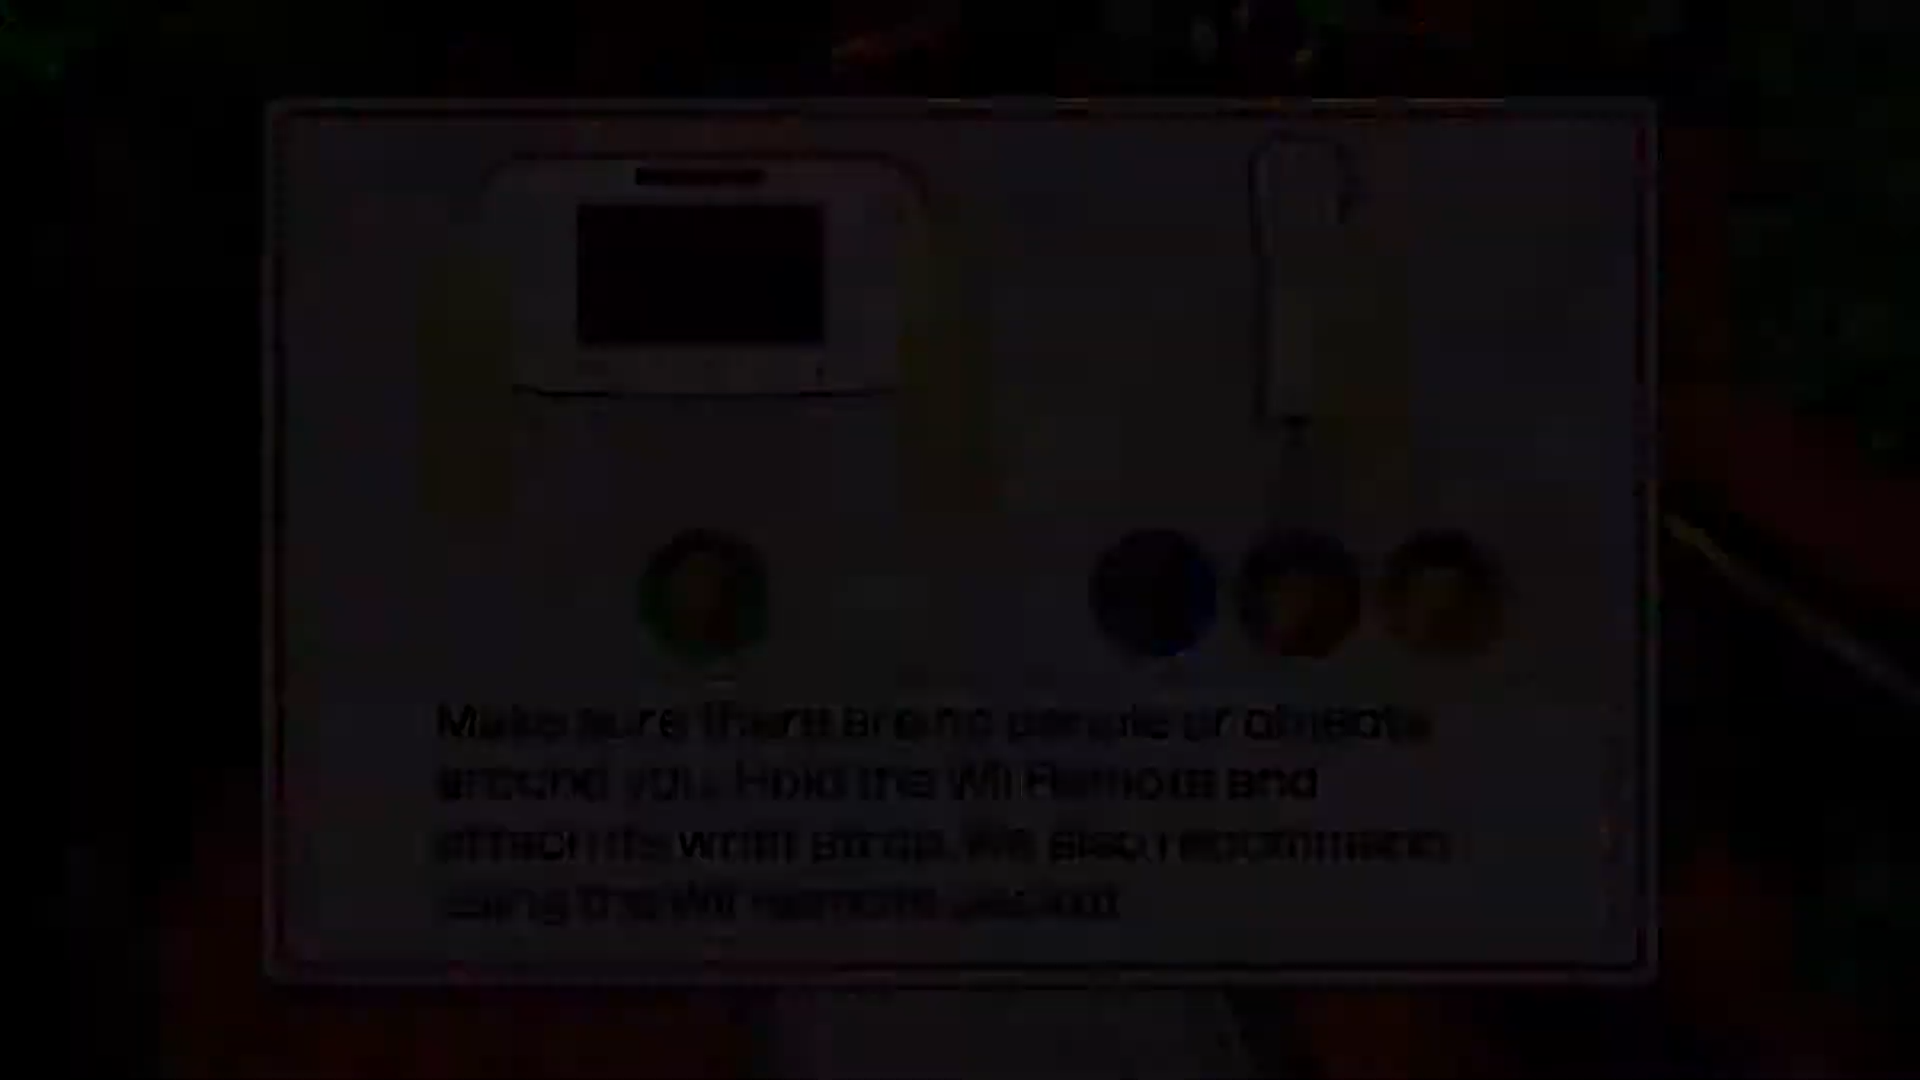 Make sure there are no people or objects
around you. Hold the Wii Remote and
attach its wrist strap. We also recommend
using the Wii Remote Jacket.